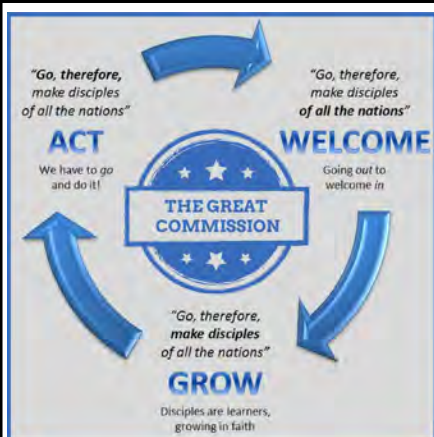 "Go, therefore,
make disciples
of all the nations"
ACT
We have to go
and do it!
"Go, therefore,
make disciples
of all the nations"
WELCOME
Going out to
welcome in
THE GREAT
COMMISSION
"Go, therefore,
make disciples
of all the nations"
GROW
Disciples are learners,
growing in faith